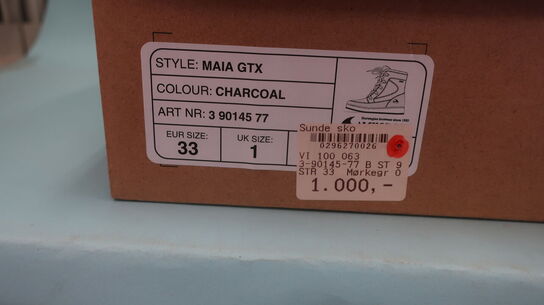 STYLE: MAIA GTX
COLOUR: CHARCOAL
ART NR: 3 90145 77
EUR SIZE:
33
UK SIZE:
1
Sunde sko
0296270026
VI 100 063
3-90145-77 B ST 9
STR 33 Mørkegr 0
1.000,-